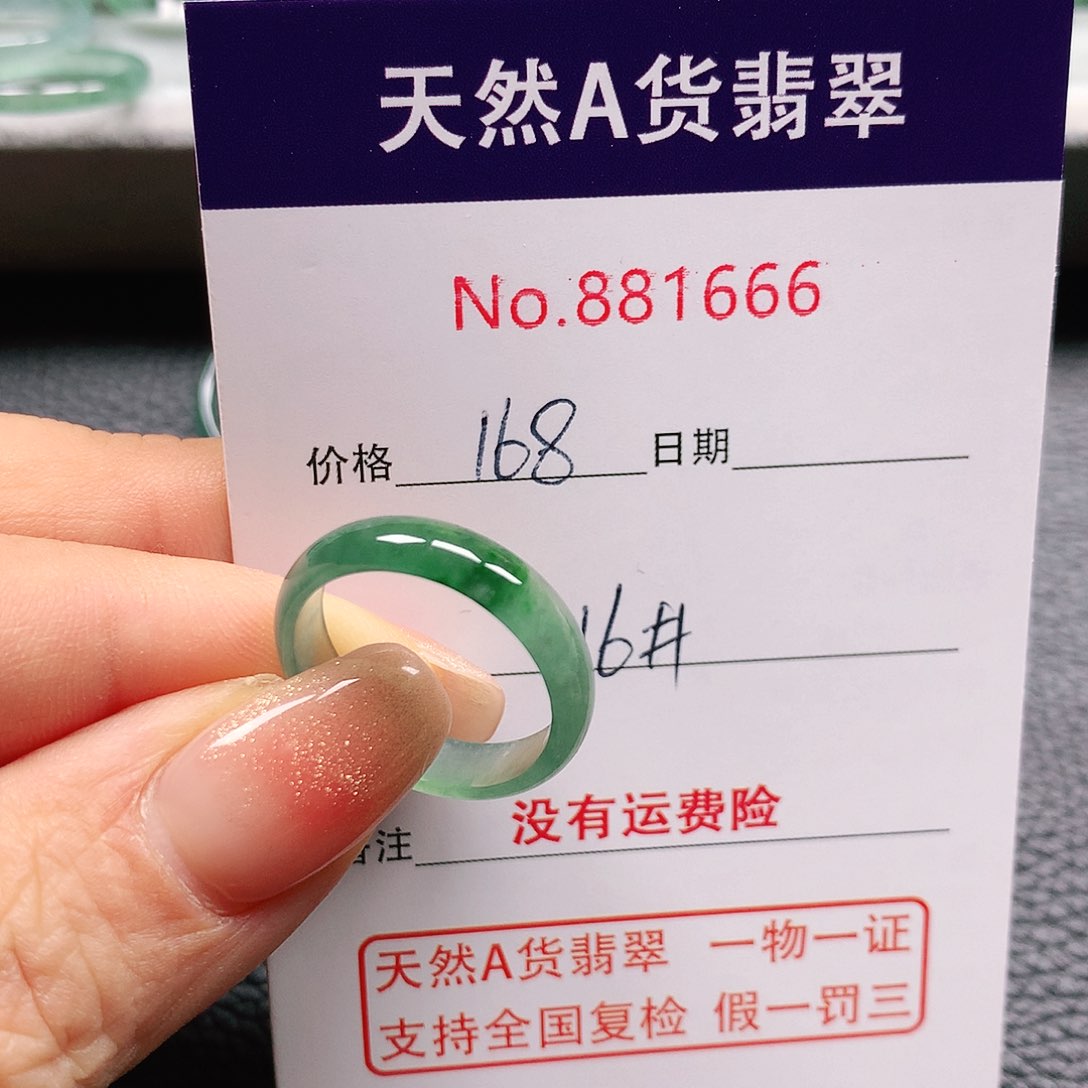 天然A货翡翠
No.881666
价格 168 日期
16#
注 没有运费险
天然A货翡翠 一物一证
支持全国复检 假一罚三